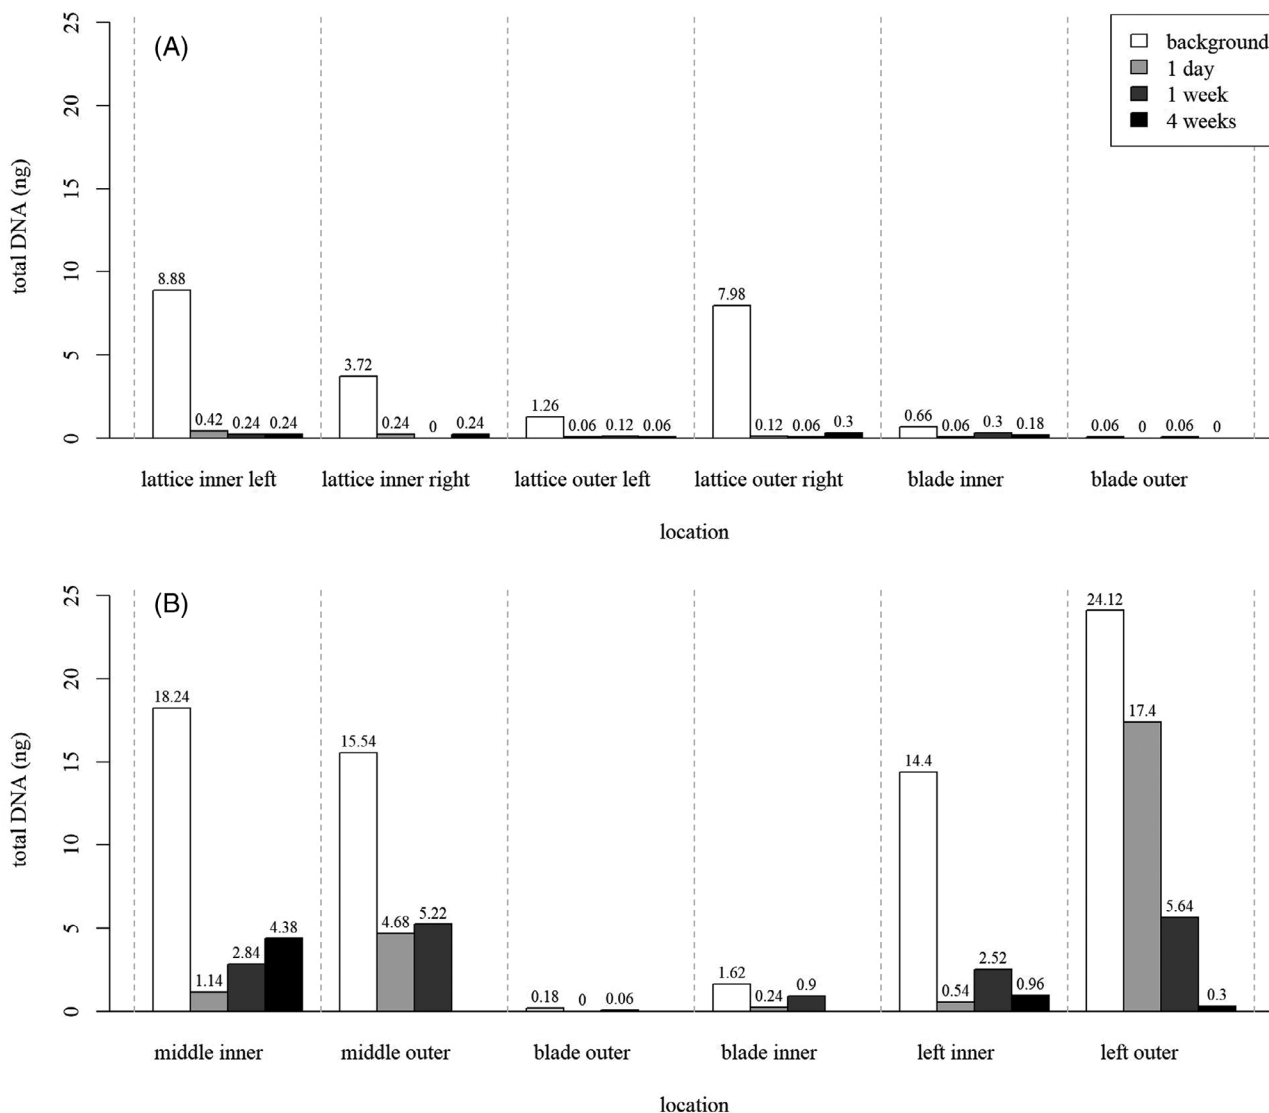 (A)
background
1 day
1 week
4 weeks
total DNA (ng)
25
20
15
10
5
0
8.88
0.42
0.24
0.24
3.72
0.24
0
0.24
1.26
0.06
0.12
0.06
7.98
0.12
0.06
0.3
0.66
0.06
0.3
0.18
0.06
0
0.06
0
lattice inner left
lattice inner right
lattice outer left
lattice outer right
blade inner
blade outer
location
(B)
total DNA (ng)
25
20
15
10
5
0
18.24
1.14
2.84
4.38
15.54
4.68
5.22
0.18
0
0.06
1.62
0.24
0.9
14.4
0.54
2.52
0.96
24.12
17.4
5.64
0.3
middle inner
middle outer
blade outer
blade inner
left inner
left outer
location